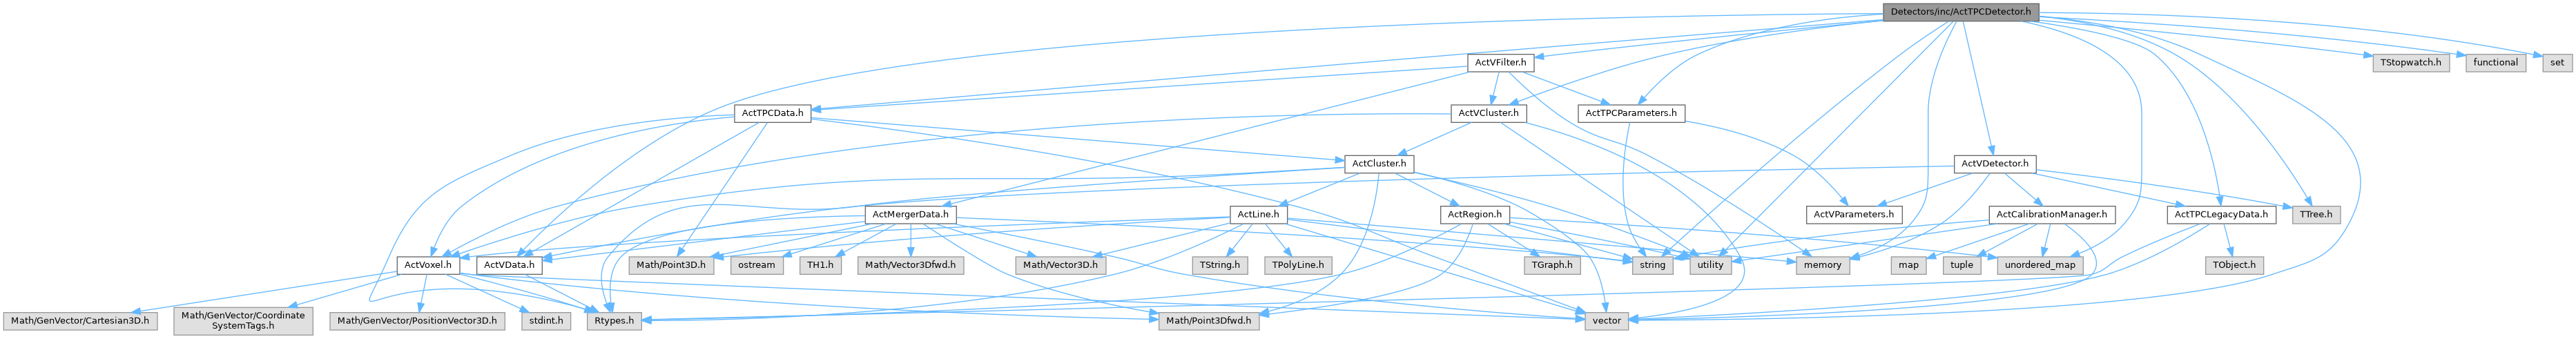 Detectors/inc/ActTPCDetector.h
ActVFilter.h
TStopwatch.h
functional
set
ActTPCData.h
ActVCluster.h
ActTPCParameters.h
ActCluster.h
ActVDetector.h
ActMergerData.h
ActLine.h
ActRegion.h
ActVParameters.h
ActCalibrationManager.h
ActTPCLegacyData.h
TTree.h
ActVoxel.h
ActVData.h
Math/Point3D.h
ostream
TH1.h
Math/Vector3Dfwd.h
Math/Vector3D.h
TString.h
TPolyLine.h
TGraph.h
string
utility
memory
map
tuple
unordered_map
TObject.h
Math/GenVector/Cartesian3D.h
Math/GenVector/Coordinate
SystemTags.h
Math/GenVector/PositionVector3D.h
stdint.h
Rtypes.h
Math/Point3Dfwd.h
vector